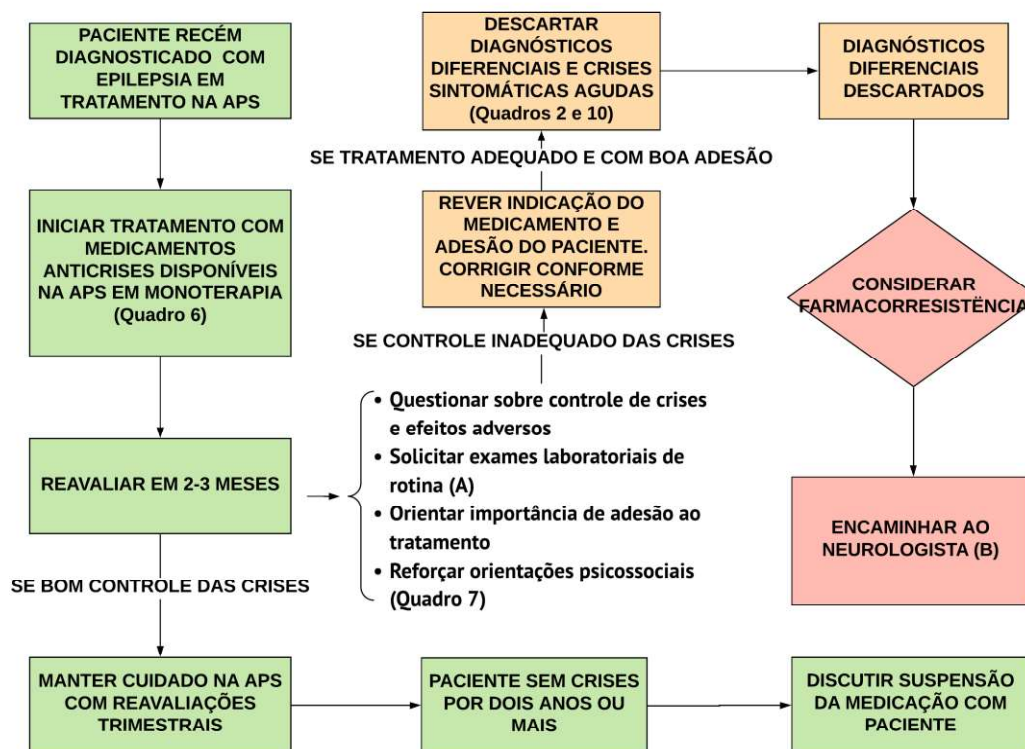 PACIENTE RECÉM
DIAGNOSTICADO COM
EPILEPSIA EM
TRATAMENTO NA APS
INICIAR TRATAMENTO COM
MEDICAMENTOS
ANTICRISES DISPONÍVEIS
NA APS EM MONOTERAPIA
(Quadro 6)
REAVALIAR EM 2-3 MESES
• Questionar sobre controle de crises
e efeitos adversos
• Solicitar exames laboratoriais de
rotina (A)
• Orientar importância de adesão ao
tratamento
• Reforçar orientações psicossociais
(Quadro 7)
SE CONTROLE INADEQUADO DAS CRISES
REVER INDICAÇÃO DO
MEDICAMENTO E
ADESÃO DO PACIENTE.
CORRIGIR CONFORME
NECESSÁRIO
SE TRATAMENTO ADEQUADO E COM BOA ADESÃO
DESCARTAR
DIAGNÓSTICOS
DIFERENCIAIS E CRISES
SINTOMÁTICAS AGUDAS
(Quadros 2 e 10)
DIAGNÓSTICOS
DIFERENCIAIS
DESCARTADOS
CONSIDERAR
FARMACORRESISTËNCIA
ENCAMINHAR AO
NEUROLOGISTA (B)
SE BOM CONTROLE DAS CRISES
MANTER CUIDADO NA APS
COM REAVALIAÇÕES
TRIMESTRAIS
PACIENTE SEM CRISES
POR DOIS ANOS OU
MAIS
DISCUTIR SUSPENSÃO
DA MEDICAÇÃO COM
PACIENTE